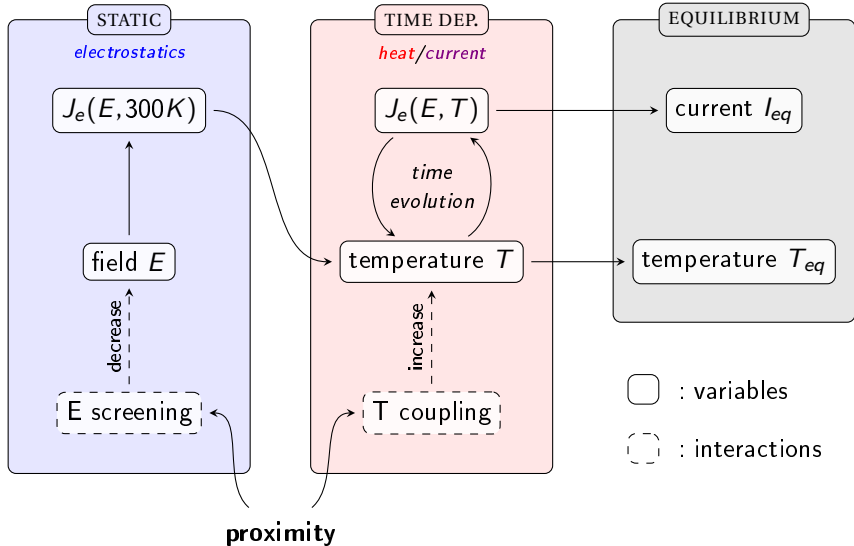 STATIC
electrostatics
J_e(E,300K)
field E
decrease
E screening
TIME DEP.
heat/current
J_e(E,T)
time
evolution
temperature T
increase
T coupling
EQUILIBRIUM
current I_eq
temperature T_eq
: variables
: interactions
proximity